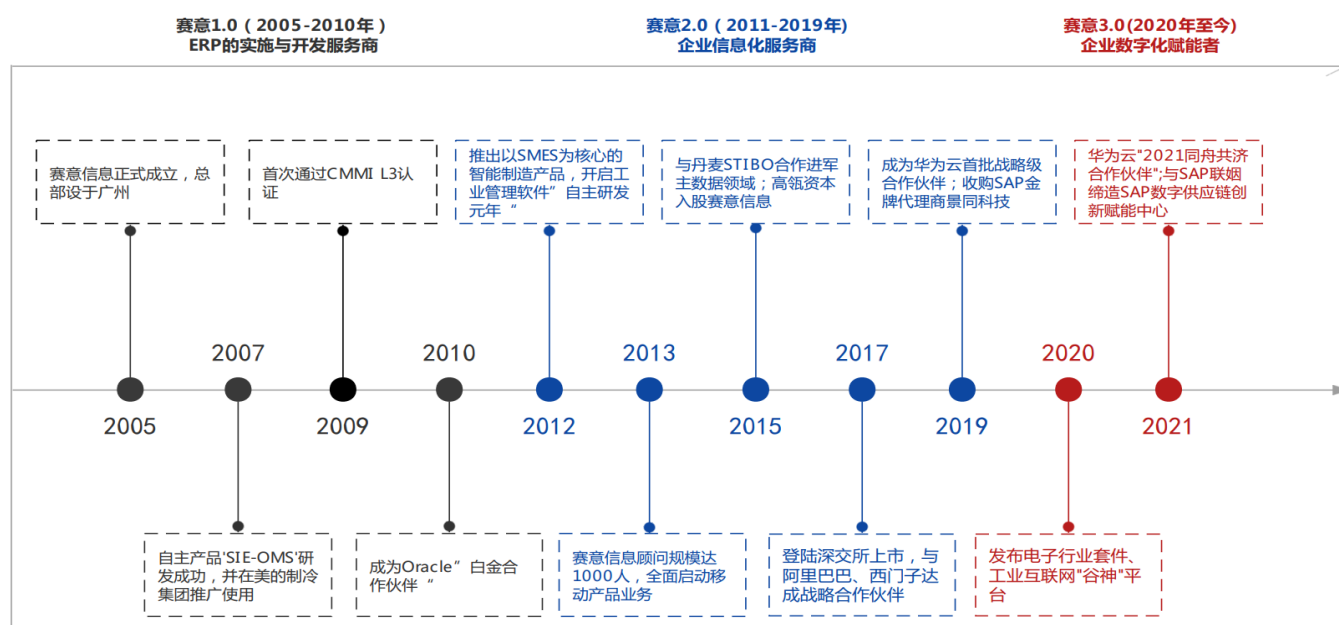 赛意1.0（2005-2010年）
ERP的实施与开发服务商
赛意2.0（2011-2019年)
企业信息化服务商
赛意3.0(2020年至今)
企业数字化赋能者
赛意信息正式成立，总
部设于广州
首次通过CMMI L3认
证
推出以SMES为核心的
智能制造产品，开启工
业管理软件”自主研发
元年“
与丹麦STIBO合作进军
主数据领域；高瓴资本
入股赛意信息
成为华为云首批战略级
合作伙伴；收购SAP金
牌代理商景同科技
华为云"2021同舟共济
合作伙伴";与SAP联姻
缔造SAP数字供应链创
新赋能中心
2007
2010
2013
2017
2020
2005
2009
2012
2015
2019
2021
自主产品'SIE-OMS'研
发成功，并在美的制冷
集团推广使用
成为Oracle”白金合
作伙伴“
赛意信息顾问规模达
1000人，全面启动移
动产品业务
登陆深交所上市，与
阿里巴巴、西门子达
成战略合作伙伴
发布电子行业套件、
工业互联网"谷神"平
台